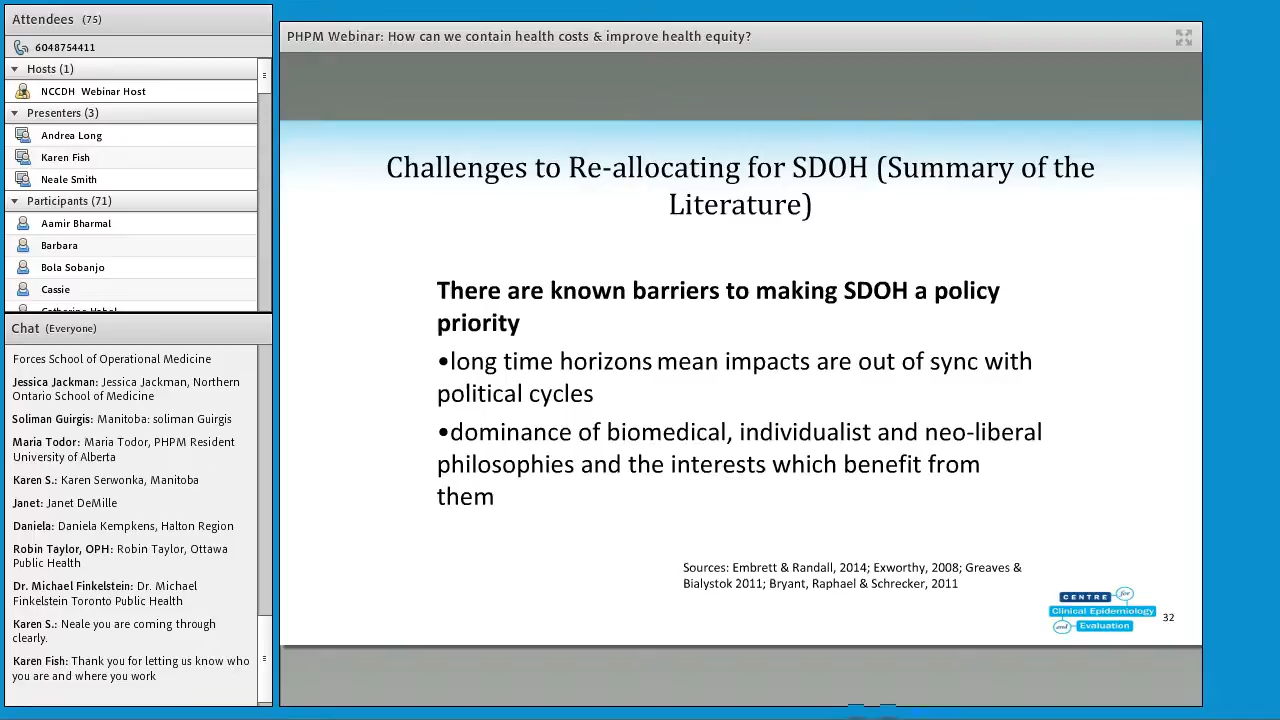 Attendees (75)
6048754411
Hosts (1)
NCCDH Webinar Host
Presenters (3)
Andrea Long
Karen Fish
Neale Smith
Participants (71)
Aamir Bharmal
Barbara
Bola Sobanjo
Cassie
Chat (Everyone)
Forces School of Operational Medicine
Jessica Jackman: Jessica Jackman, Northern
Ontario School of Medicine
Soliman Guirgis: Manitoba: soliman Guirgis
Maria Todor: Maria Todor, PHPM Resident
University of Alberta
Karen S.: Karen Serwonka, Manitoba
Janet: Janet DeMille
Daniela: Daniela Kempkens, Halton Region
Robin Taylor, OPH: Robin Taylor, Ottawa
Public Health
Dr. Michael Finkelstein: Dr. Michael
Finkelstein Toronto Public Health
Karen S.: Neale you are coming through
clearly.
Karen Fish: Thank you for letting us know who
you are and where you work
PHPM Webinar: How can we contain health costs & improve health equity?
Challenges to Re-allocating for SDOH (Summary of the
Literature)
There are known barriers to making SDOH a policy
priority
•long time horizons mean impacts are out of sync with
political cycles
•dominance of biomedical, individualist and neo-liberal
philosophies and the interests which benefit from
them
Sources: Embrett & Randall, 2014; Exworthy, 2008; Greaves &
Bialystok 2011; Bryant, Raphael & Schrecker, 2011
CENTRE for
Clinical Epidemiology
and Evaluation
32